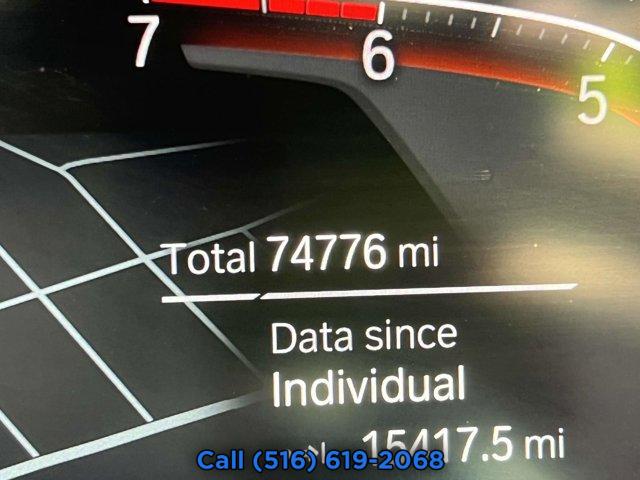 7
6
5
Total 74776 mi
Data since
Individual
15417.5 mi
Call (516) 619-2068